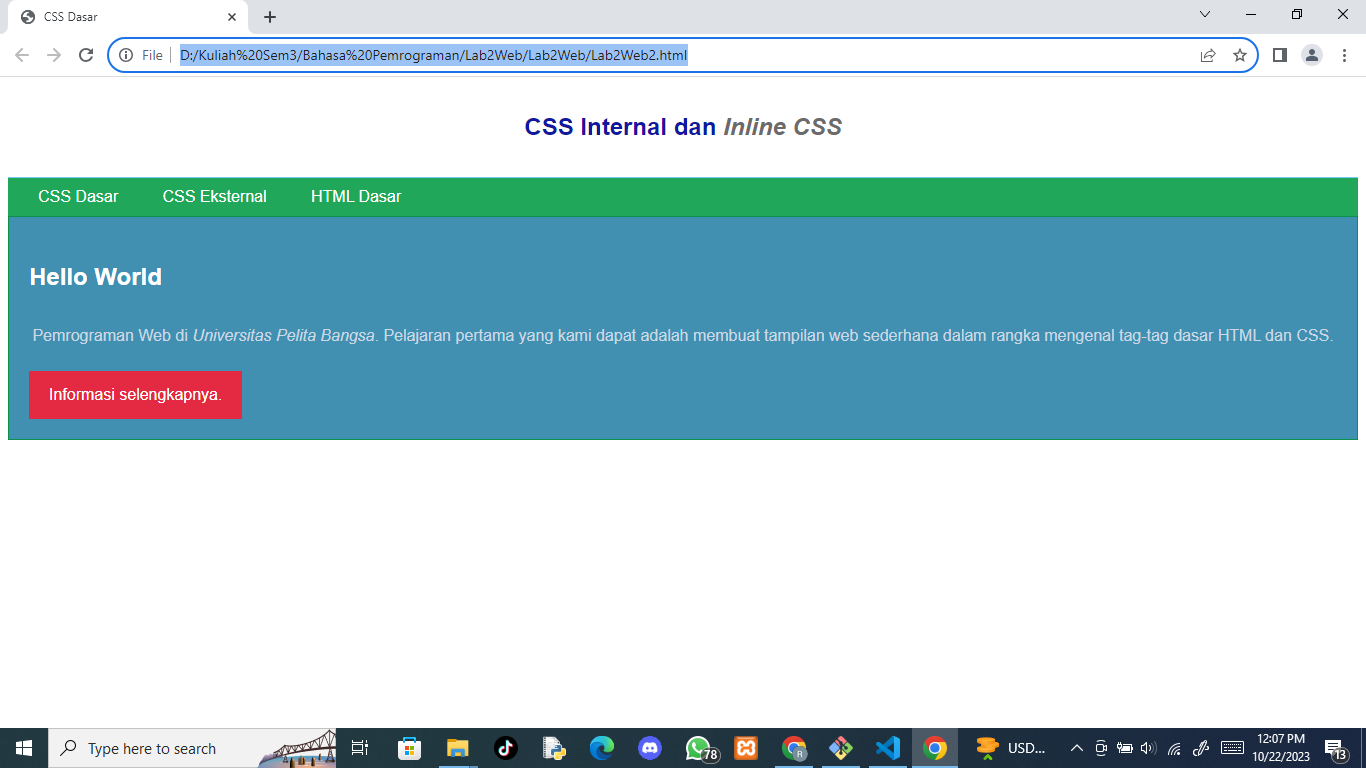 CSS Dasar
File D:/Kuliah%20Sem3/Bahasa%20Pemrograman/Lab2Web/Lab2Web/Lab2Web2.html
CSS Internal dan Inline CSS
CSS Dasar CSS Eksternal HTML Dasar
Hello World
Pemrograman Web di Universitas Pelita Bangsa. Pelajaran pertama yang kami dapat adalah membuat tampilan web sederhana dalam rangka mengenal tag-tag dasar HTML dan CSS.
Informasi selengkapnya.
Type here to search 78 R USD... 12:07 PM
10/22/2023 13